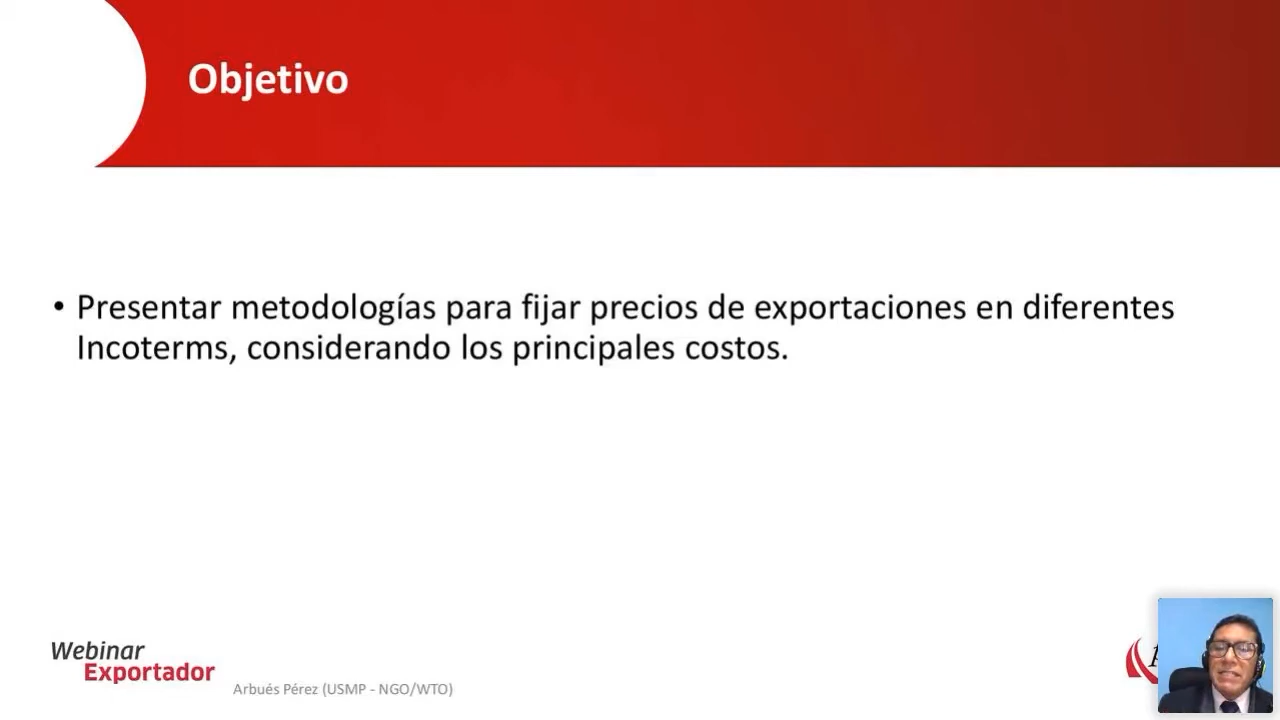 Objetivo
• Presentar metodologías para fijar precios de exportaciones en diferentes
Incoterms, considerando los principales costos.
Webinar
Exportador
Arbués Pérez (USMP - NGO/WTO)